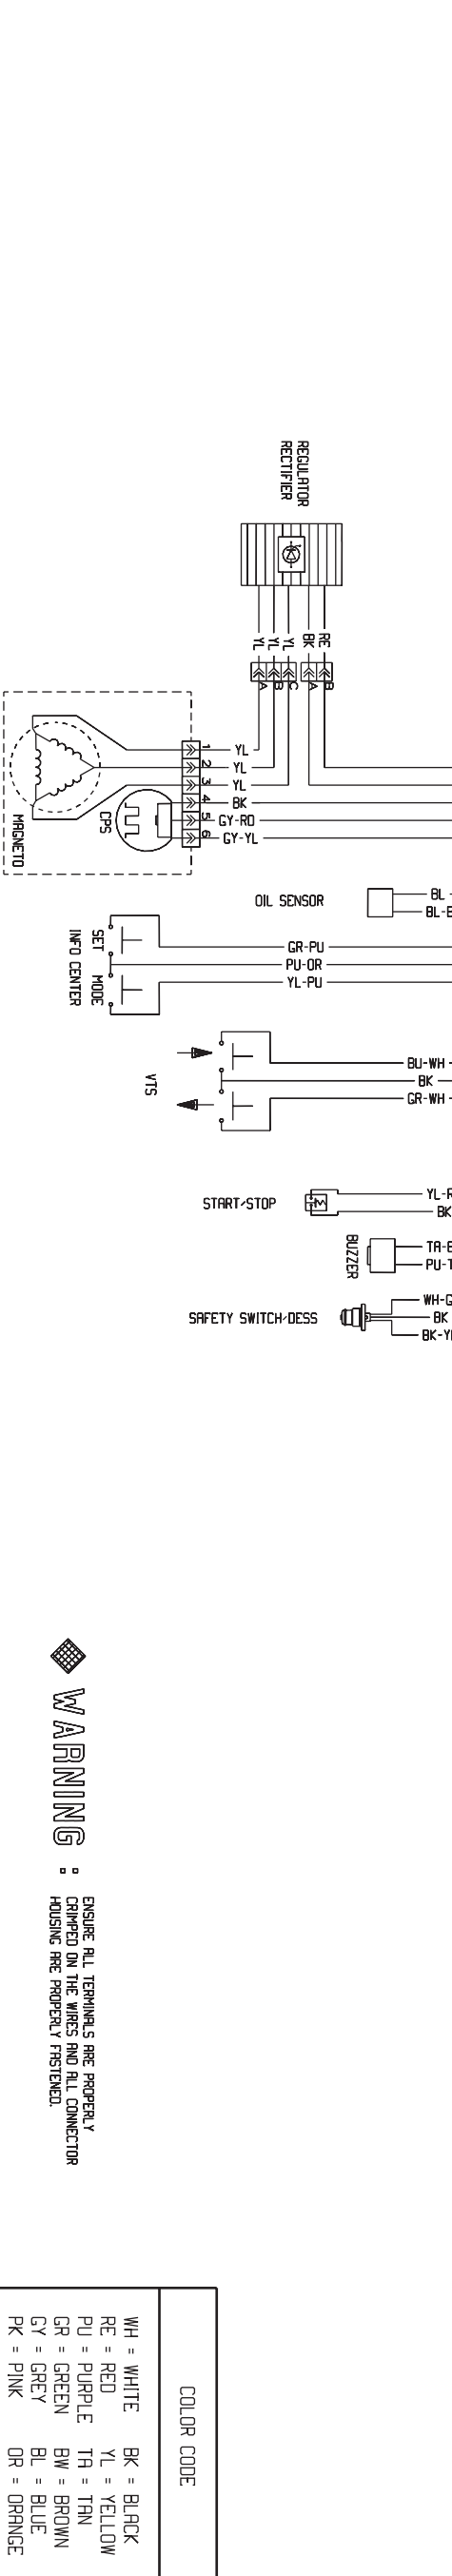 REGULATOR
RECTIFIER
YL
YL
YL
BK
RE
A
B
C
A
B
1
2
3
4
5
6
YL
YL
YL
BK
GY-RD
GY-YL
CPS
MAGNETO
OIL SENSOR
BL
SET
MODE
INFO CENTER
GR-PU
PU-OR
YL-PU
VTS
BU-WH
BK
GR-WH
START/STOP
BK
BUZZER
SAFETY SWITCH/DESS
BK
WARNING :
ENSURE ALL TERMINALS ARE PROPERLY
CRIMPED ON THE WIRES AND ALL CONNECTOR
HOUSING ARE PROPERLY FASTENED.
COLOR CODE
WH = WHITE BK = BLACK
RE = RED YL = YELLOW
PU = PURPLE TA = TAN
GR = GREEN BW = BROWN
GY = GREY BL = BLUE
PK = PINK OR = ORANGE